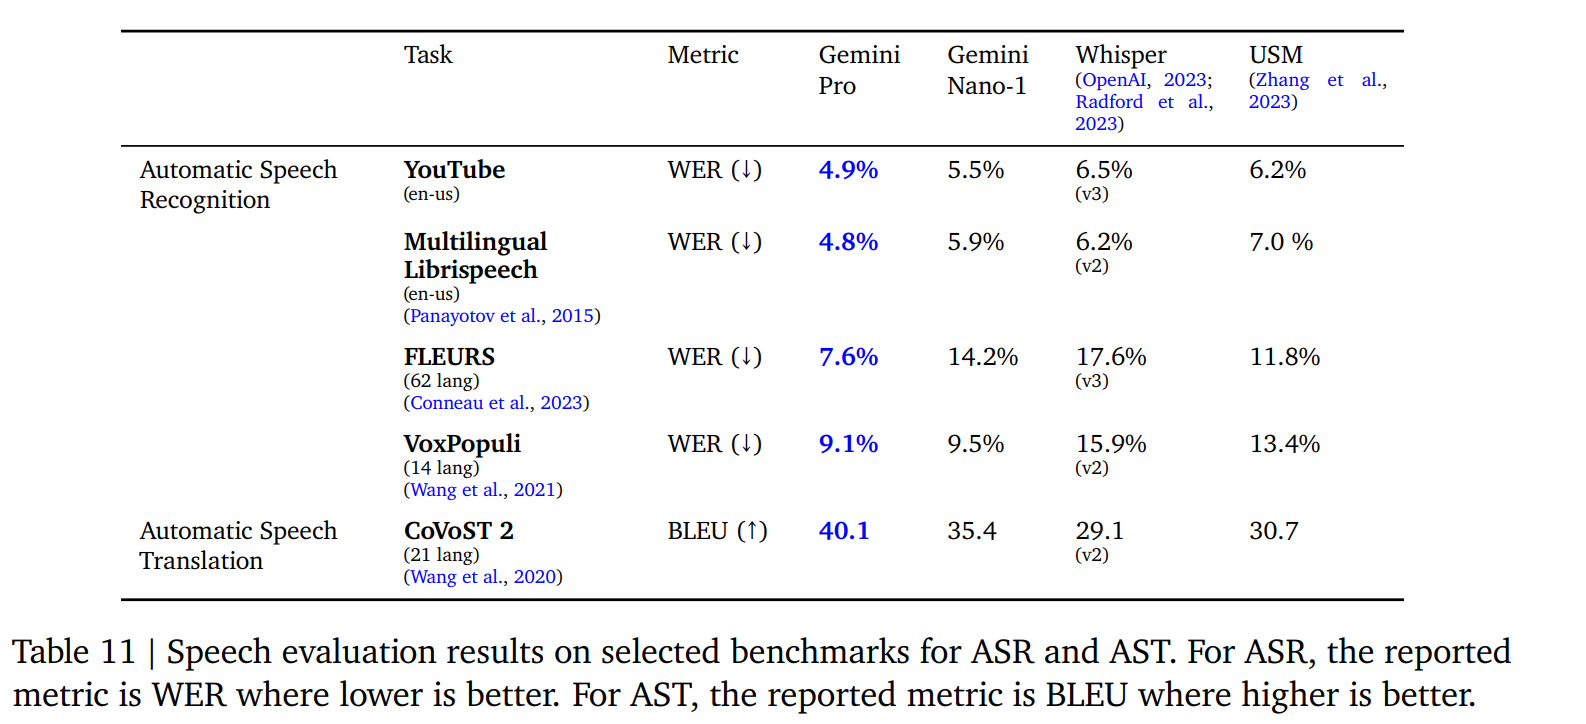 Task Metric Gemini Pro Gemini Nano-1 Whisper (OpenAI, 2023; Radford et al., 2023) USM (Zhang et al., 2023)
Automatic Speech Recognition YouTube (en-us) WER (↓) 4.9% 5.5% 6.5% (v3) 6.2%
Multilingual Librispeech (en-us) (Panayotov et al., 2015) WER (↓) 4.8% 5.9% 6.2% (v2) 7.0 %
FLEURS (62 lang) (Conneau et al., 2023) WER (↓) 7.6% 14.2% 17.6% (v3) 11.8%
VoxPopuli (14 lang) (Wang et al., 2021) WER (↓) 9.1% 9.5% 15.9% (v2) 13.4%
Automatic Speech Translation CoVoST 2 (21 lang) (Wang et al., 2020) BLEU (↑) 40.1 35.4 29.1 (v2) 30.7
Table 11 | Speech evaluation results on selected benchmarks for ASR and AST. For ASR, the reported
metric is WER where lower is better. For AST, the reported metric is BLEU where higher is better.